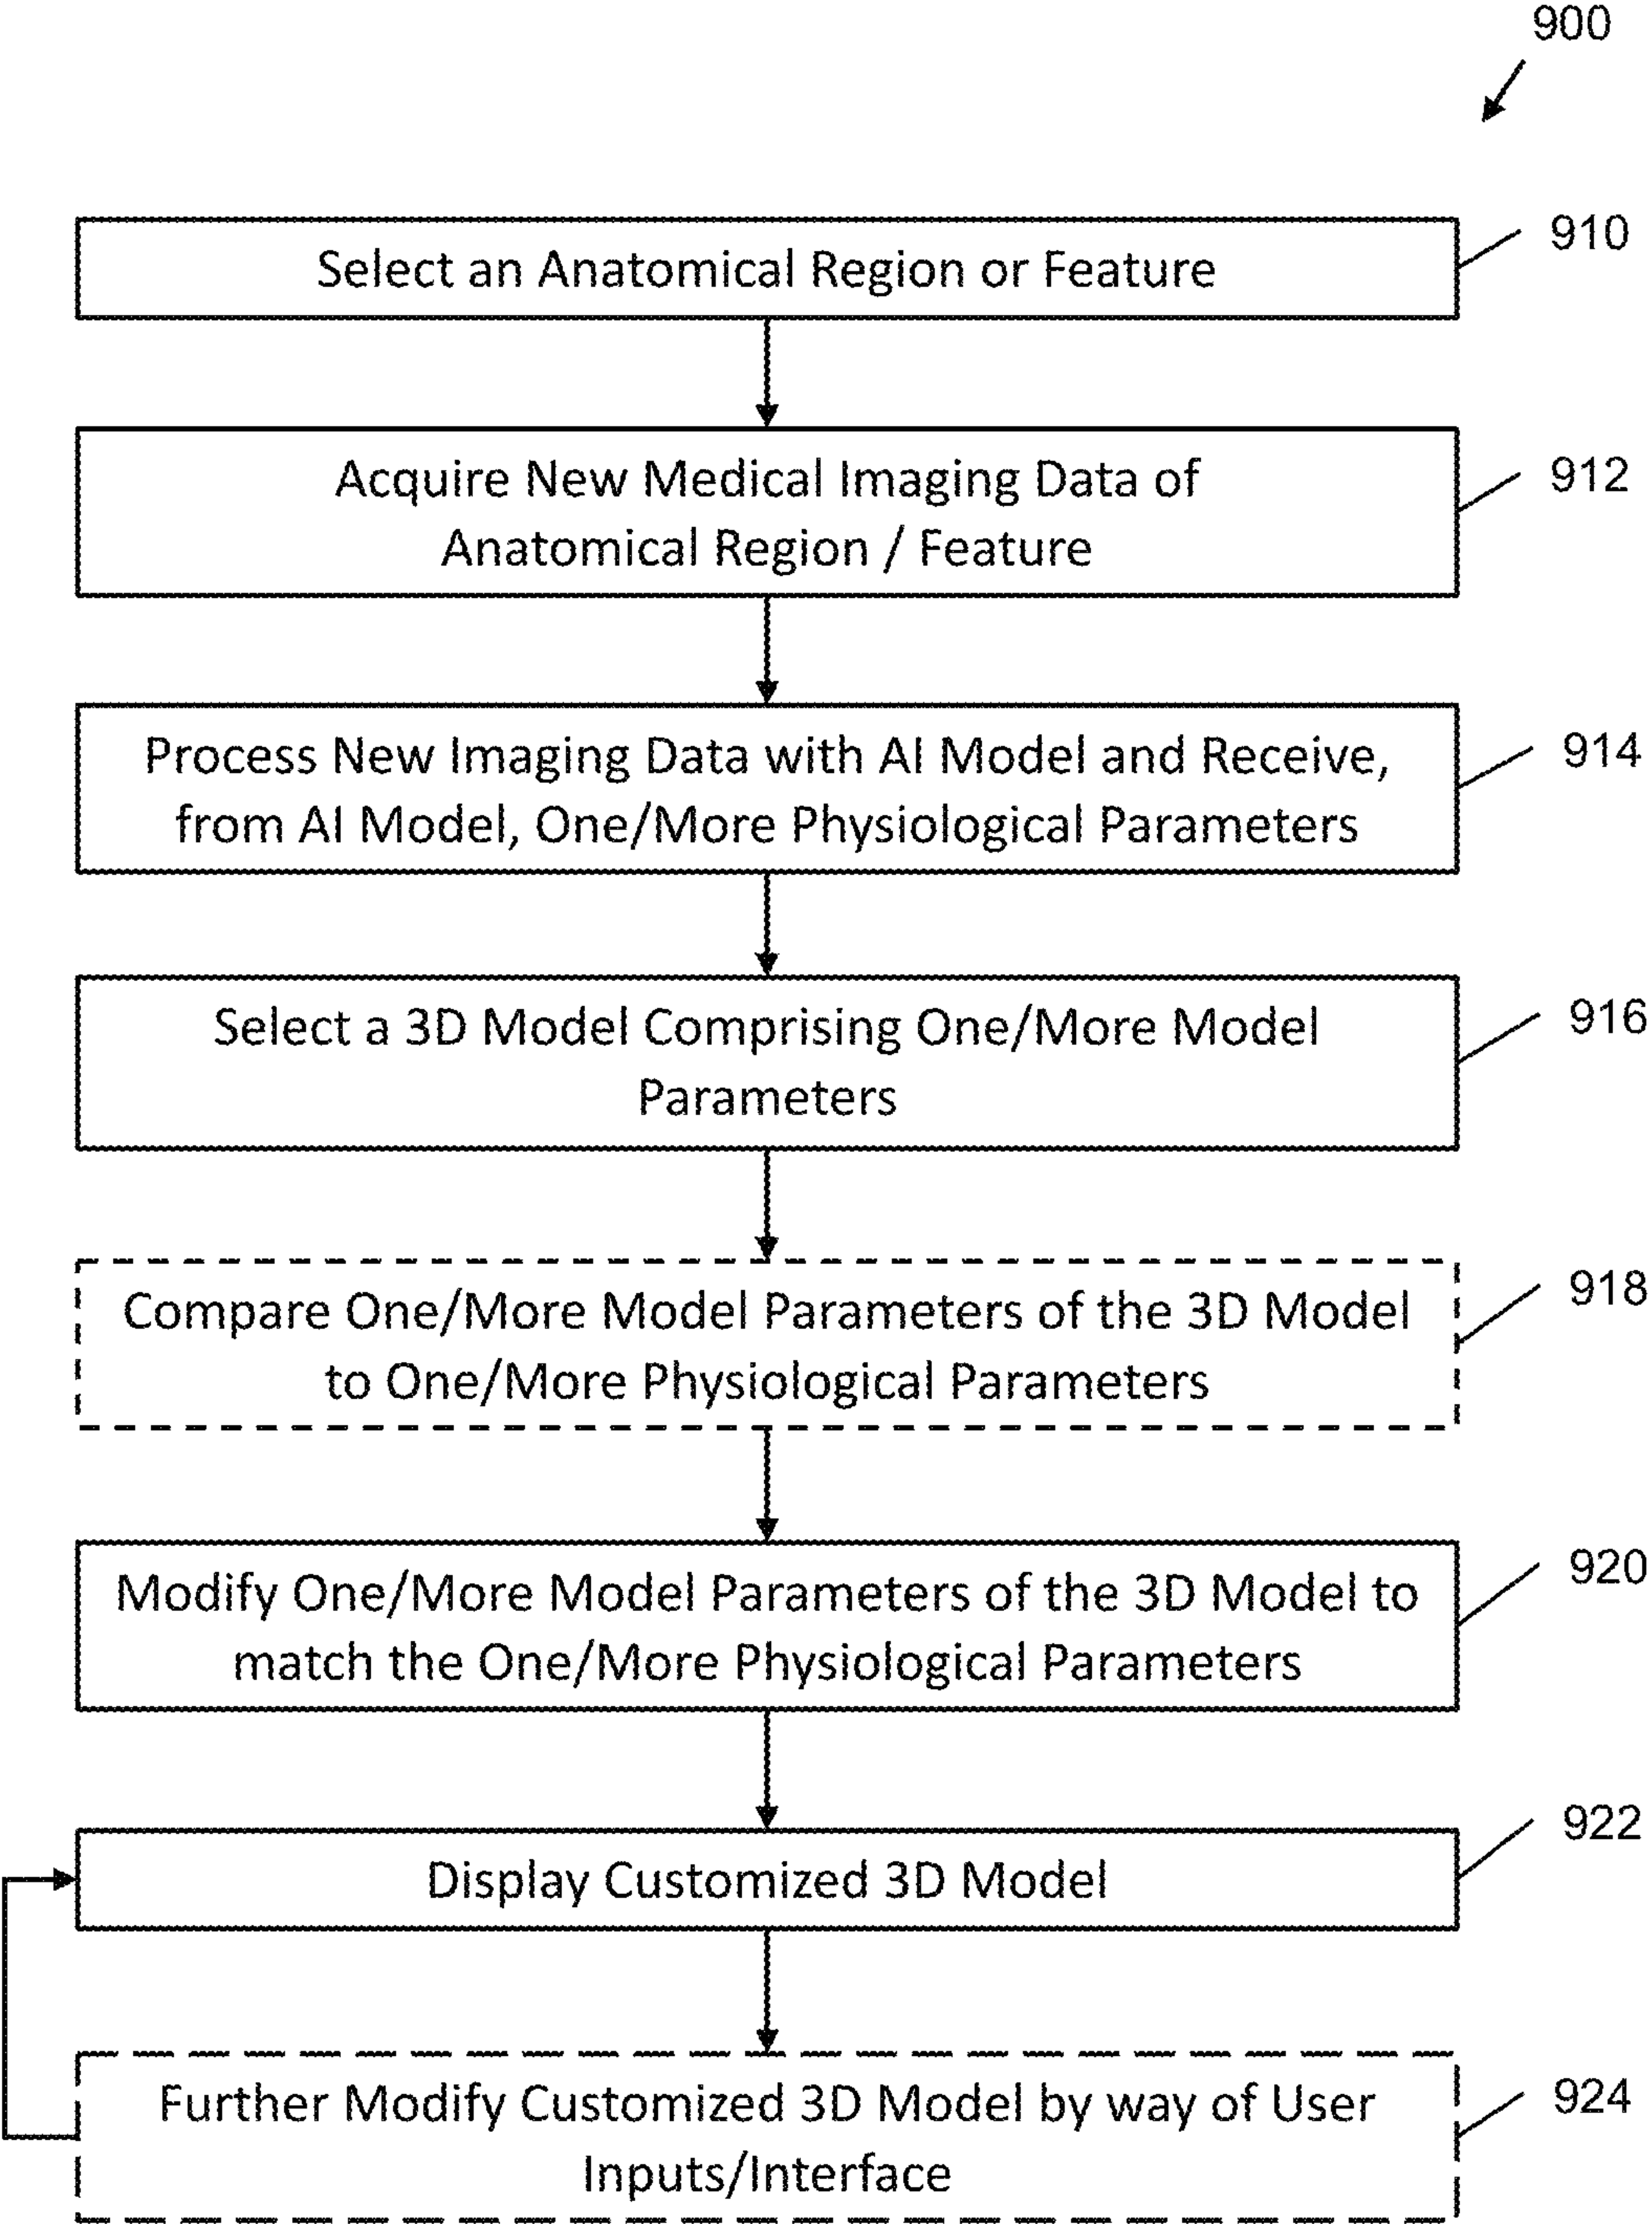 900
Select an Anatomical Region or Feature
910
Acquire New Medical Imaging Data of
Anatomical Region / Feature
912
Process New Imaging Data with AI Model and Receive,
from AI Model, One/More Physiological Parameters
914
Select a 3D Model Comprising One/More Model
Parameters
916
Compare One/More Model Parameters of the 3D Model
to One/More Physiological Parameters
918
Modify One/More Model Parameters of the 3D Model to
match the One/More Physiological Parameters
920
Display Customized 3D Model
922
Further Modify Customized 3D Model by way of User
Inputs/Interface
924